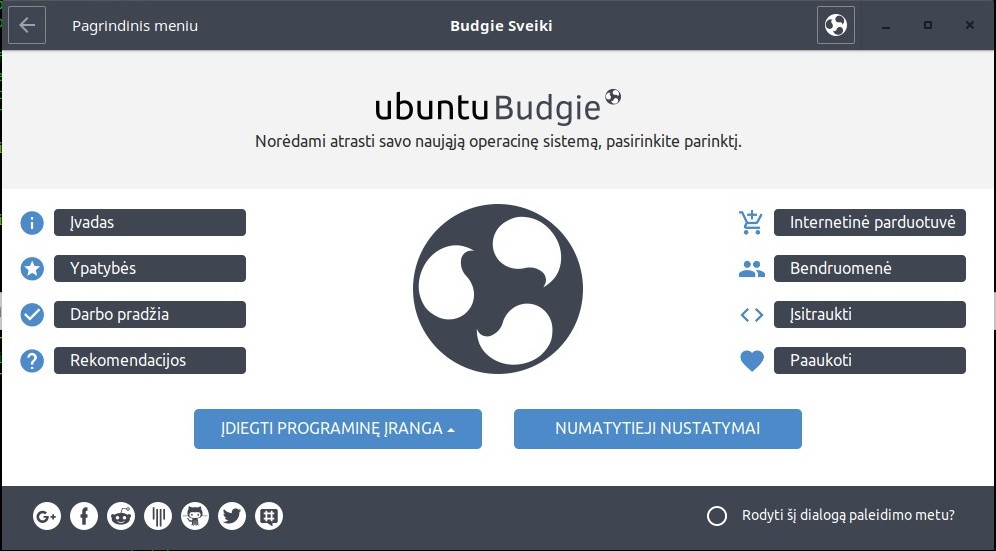 Pagrindinis meniu
Budgie Sveiki
ubuntu Budgie
Norėdami atrasti savo naująją operacinę sistemą, pasirinkite parinktį.
Įvadas
Ypatybės
Darbo pradžia
Rekomendacijos
Internetinė parduotuvė
Bendruomenė
Įsitraukti
Paaukoti
ĮDIEGTI PROGRAMINĘ ĮRANGA
NUMATYTIEJI NUSTATYMAI
G+
Rodyti šį dialogą paleidimo metu?